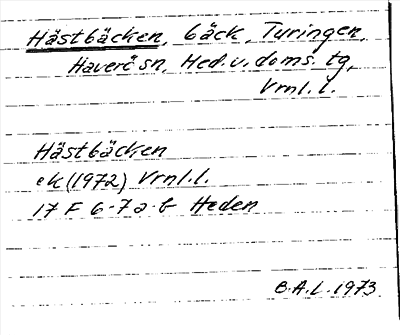 Hästbäcken, bäck, Turingen,
Haverö sn, Hed. v. doms. tg,
Vrnl. l.
Hästbäcken
ek (1972) Vrnl. l.
17 F 6-7 a-b Heden
B.A.L. 1973